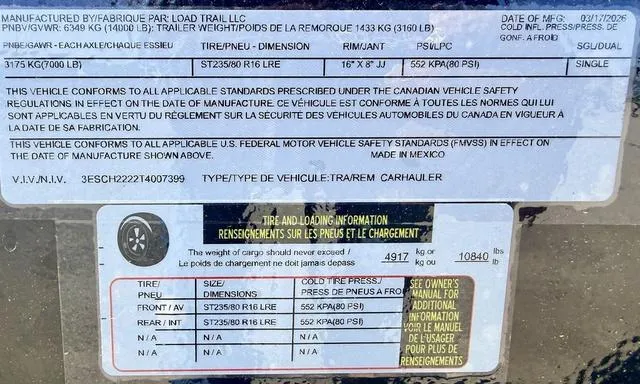 MANUFACTURED BY/FABRIQUE PAR: LOAD TRAIL LLC DATE OF MFG: 03/17/2026
PNBV/GVWR: 6349 KG (14000 LB): TRAILER WEIGHT/POIDS DE LA REMORQUE 1433 KG (3160 LB) COLD INFL. PRESS/PRESS. DE GONF. A FROID
PNBE/GAWR - EACH AXLE/CHAQUE ESSIEU TIRE/PNEU - DIMENSION RIM/JANT PSI/LPC SGL/DUAL
3175 KG(7000 LB) ST235/80 R16 LRE 16" X 8" JJ 552 KPA(80 PSI) SINGLE
THIS VEHICLE CONFORMS TO ALL APPLICABLE STANDARDS PRESCRIBED UNDER THE CANADIAN VEHICLE SAFETY
REGULATIONS IN EFFECT ON THE DATE OF MANUFACTURE. CE VÉHICULE EST CONFORME À TOUTES LES NORMES QUI LUI
SONT APPLICABLES EN VERTU DU RÈGLEMENT SUR LA SÉCURITÉ DES VÉHICULES AUTOMOBILES DU CANADA EN VIGUEUR À
LA DATE DE SA FABRICATION.
THIS VEHICLE CONFORMS TO ALL APPLICABLE U.S. FEDERAL MOTOR VEHICLE SAFETY STANDARDS (FMVSS) IN EFFECT ON
THE DATE OF MANUFACTURE SHOWN ABOVE. MADE IN MEXICO
V.I.V./N.I.V. 3ESCH2222T4007399 TYPE/TYPE DE VEHICULE:TRA/REM CARHAULER
TIRE AND LOADING INFORMATION
RENSEIGNEMENTS SUR LES PNEUS ET LE CHARGEMENT
The weight of cargo should never exceed / 4917 kg or 10840 lbs
Le poids de chargement ne doit jamais depass kg ou lb
TIRE/ SIZE/ COLD TIRE PRESS./
PNEU DIMENSIONS PRESS DE PNEUS A FROI
FRONT / AV ST235/80 R16 LRE 552 KPA(80 PSI)
REAR / INT ST235/80 R16 LRE 552 KPA(80 PSI)
N / A N / A N / A
N / A N / A N / A
SEE OWNER'S
MANUAL FOR
ADDITIONAL
INFORMATION
VOIR LE MANUEL
DE L'USAGER
POUR PLUS DE
RENSEIGNEMENTS